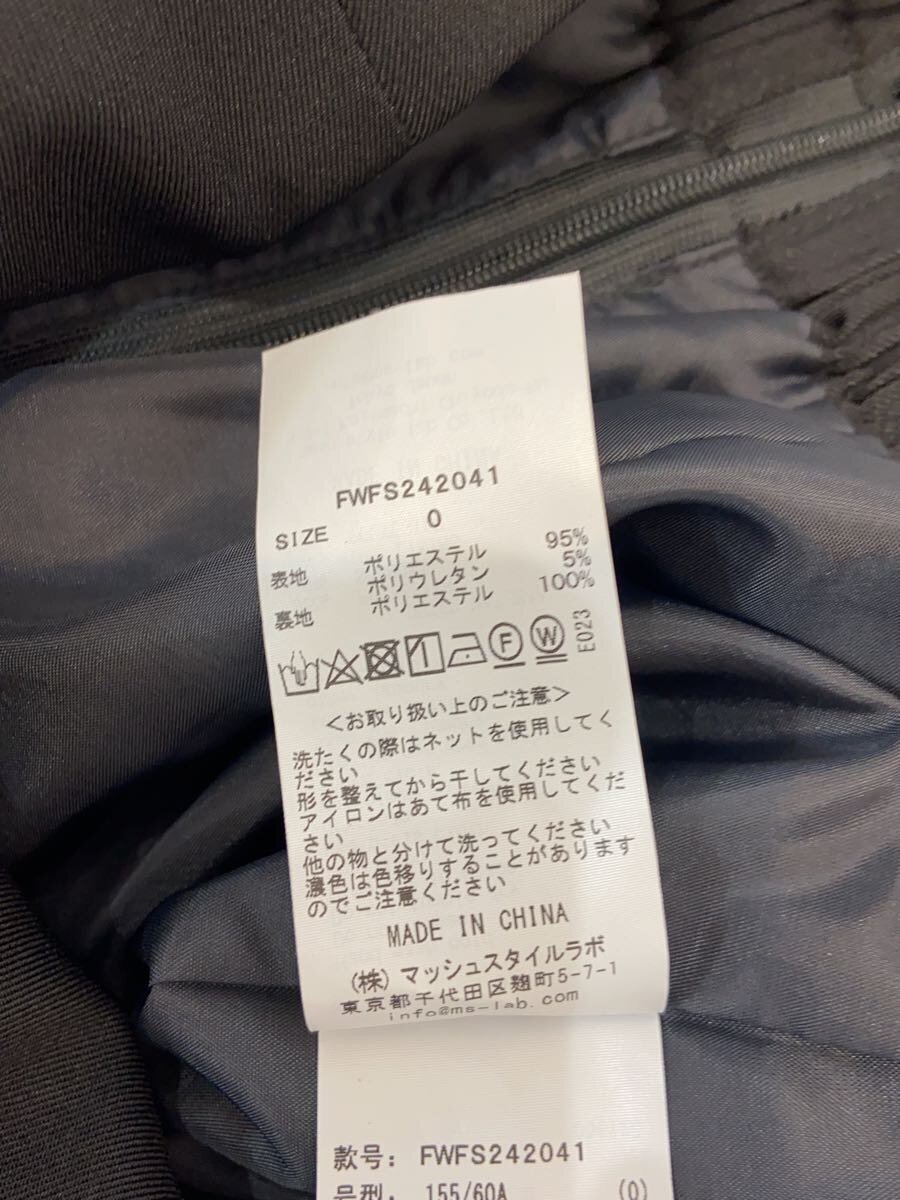 FWFS242041
SIZE 0
表地 ポリエステル 95%
ポリウレタン 5%
裏地 ポリエステル 100%
F W E023
<お取り扱い上のご注意>
洗たくの際はネットを使用してく
ださい
形を整えてから干してください
アイロンはあて布を使用してくだ
さい
他の物と分けて洗ってください
濃色は色移りすることがあります
のでご注意ください
MADE IN CHINA
(株)マッシュスタイルラボ
東京都千代田区麹町5-7-1
info@ms-lab.com
款号: FWFS242041
号型: 155/60A (0)